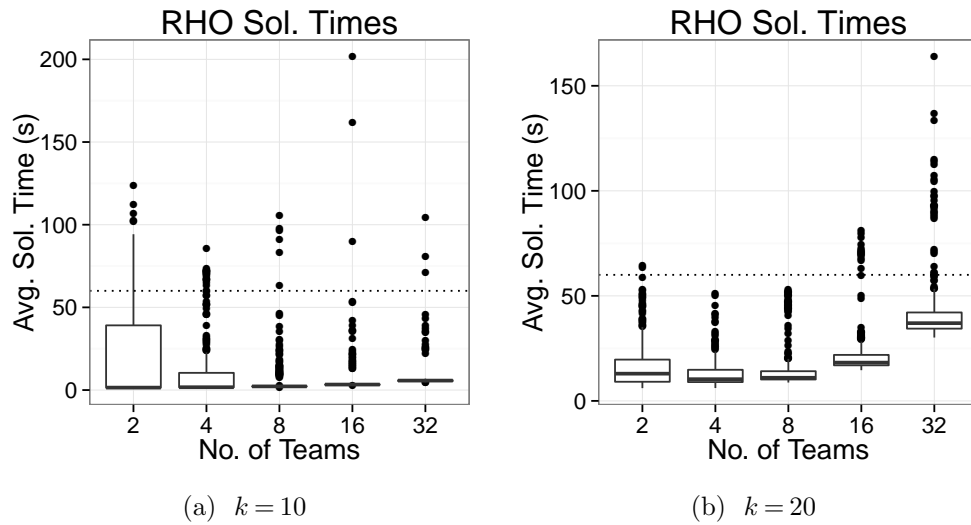 RHO Sol. Times
Avg. Sol. Time (s)
200
150
100
50
0
2 4 8 16 32
No. of Teams
(a) k = 10
RHO Sol. Times
Avg. Sol. Time (s)
150
100
50
0
2 4 8 16 32
No. of Teams
(b) k = 20